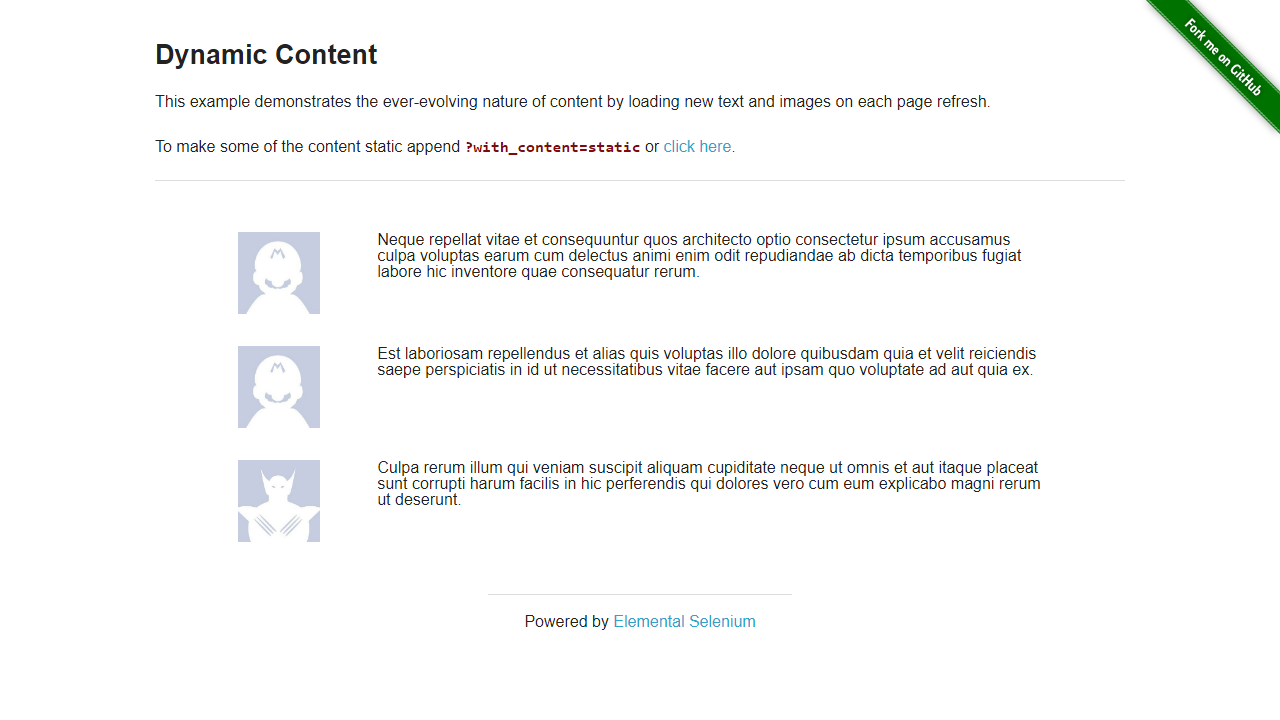 Fork me on GitHub
Dynamic Content
This example demonstrates the ever-evolving nature of content by loading new text and images on each page refresh.
To make some of the content static append ?with_content=static or click here.
Neque repellat vitae et consequuntur quos architecto optio consectetur ipsum accusamus
culpa voluptas earum cum delectus animi enim odit repudiandae ab dicta temporibus fugiat
labore hic inventore quae consequatur rerum.
Est laboriosam repellendus et alias quis voluptas illo dolore quibusdam quia et velit reiciendis
saepe perspiciatis in id ut necessitatibus vitae facere aut ipsam quo voluptate ad aut quia ex.
Culpa rerum illum qui veniam suscipit aliquam cupiditate neque ut omnis et aut itaque placeat
sunt corrupti harum facilis in hic perferendis qui dolores vero cum eum explicabo magni rerum
ut deserunt.
Powered by Elemental Selenium